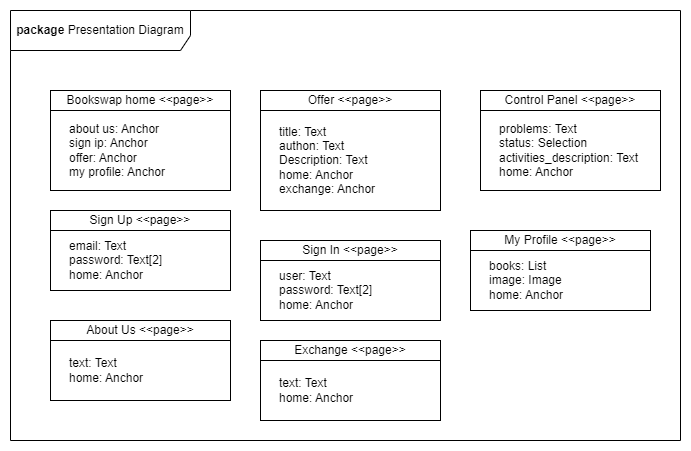 package Presentation Diagram
Bookswap home <<page>>
about us: Anchor
sign ip: Anchor
offer: Anchor
my profile: Anchor
Offer <<page>>
title: Text
authon: Text
Description: Text
home: Anchor
exchange: Anchor
Control Panel <<page>>
problems: Text
status: Selection
activities_description: Text
home: Anchor
Sign Up <<page>>
email: Text
password: Text[2]
home: Anchor
Sign In <<page>>
user: Text
password: Text[2]
home: Anchor
My Profile <<page>>
books: List
image: Image
home: Anchor
About Us <<page>>
text: Text
home: Anchor
Exchange <<page>>
text: Text
home: Anchor